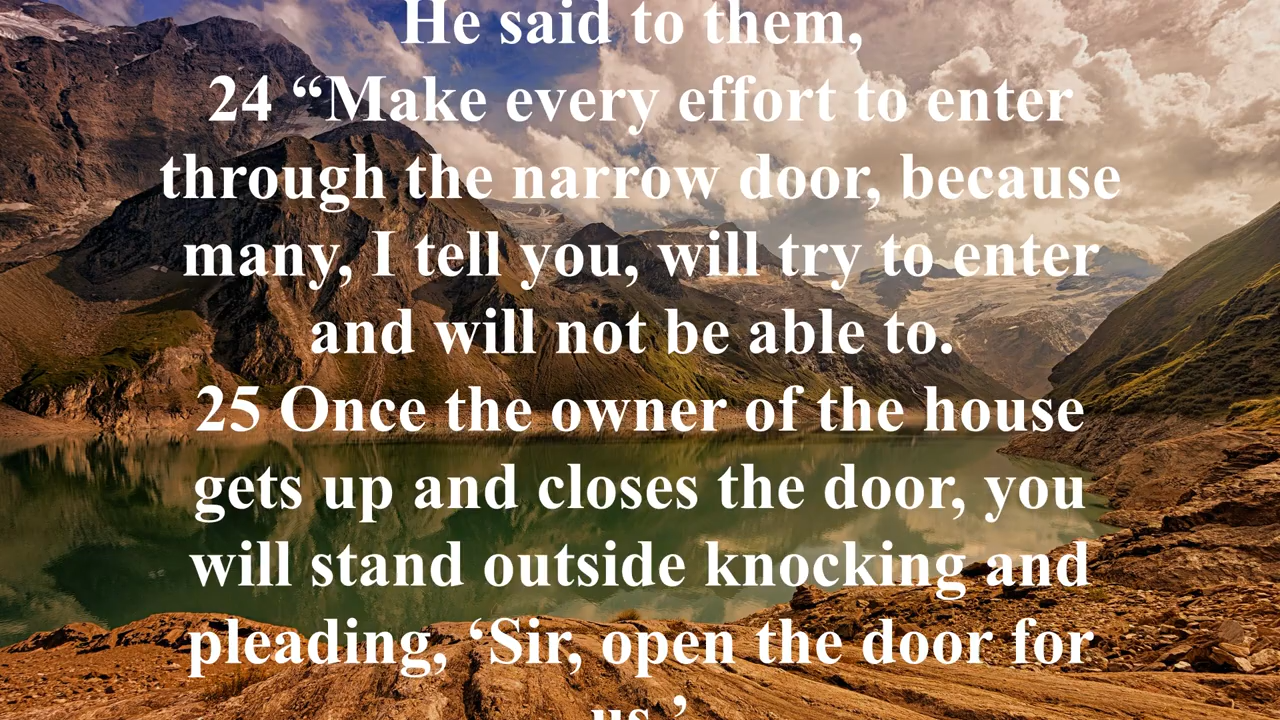 He said to them,
24 “Make every effort to enter
through the narrow door, because
many, I tell you, will try to enter
and will not be able to.
25 Once the owner of the house
gets up and closes the door, you
will stand outside knocking and
pleading, ‘Sir, open the door for
us.’